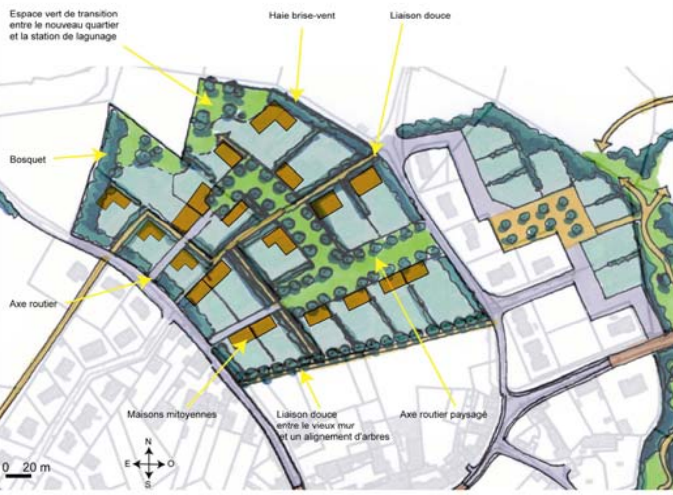 Espace vert de transition
entre le nouveau quartier
et la station de lagunage
Haie brise-vent
Liaison douce
Bosquet
Axe routier
Maisons mitoyennes
Liaison douce
entre le vieux mur
et un alignement d'arbres
Axe routier paysagé
N
E O
S
0 20 m